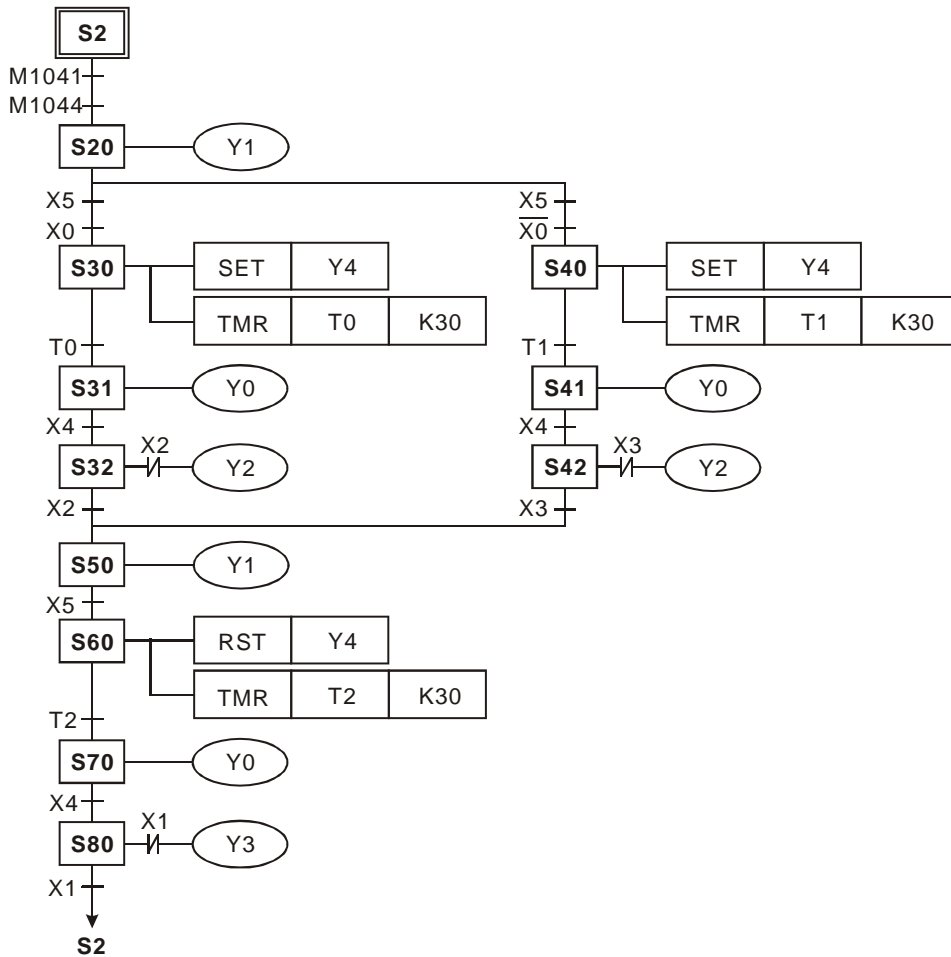 S2
M1041
M1044
S20 Y1
X5 X5
X0 X̅0̅
S30 SET Y4 S40 SET Y4
TMR T0 K30 TMR T1 K30
T0 T1
S31 Y0 S41 Y0
X4 X4
X2 X3
S32 Y2 S42 Y2
X2 X3
S50 Y1
X5
S60 RST Y4
TMR T2 K30
T2
S70 Y0
X4
X1
S80 Y3
X1
S2